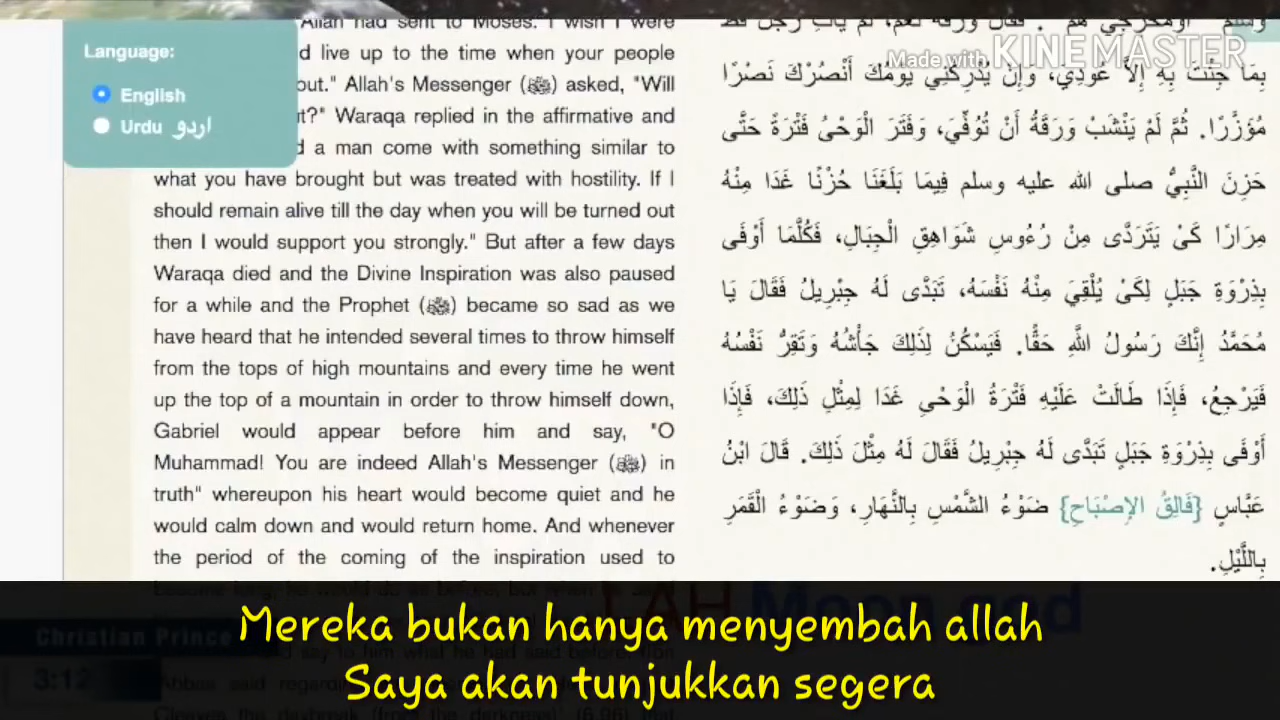 Allah had sent to Moses. I wish I were
Language:
English
Urdu اردو
d live up to the time when your people
out." Allah's Messenger (ﷺ) asked, "Will
t?" Waraqa replied in the affirmative and
d a man come with something similar to
what you have brought but was treated with hostility. If I
should remain alive till the day when you will be turned out
then I would support you strongly." But after a few days
Waraqa died and the Divine Inspiration was also paused
for a while and the Prophet (ﷺ) became so sad as we
have heard that he intended several times to throw himself
from the tops of high mountains and every time he went
up the top of a mountain in order to throw himself down,
Gabriel would appear before him and say, "O
Muhammad! You are indeed Allah's Messenger (ﷺ) in
truth" whereupon his heart would become quiet and he
would calm down and would return home. And whenever
the period of the coming of the inspiration used to
وسلم ‏"‏ أَوَمُخْرِجِيَّ هُمْ ‏"‏‏.‏ فَقَالَ وَرَقَةُ نَعَمْ، لَمْ يَأْتِ رَجُلٌ قَطُّ
بِمَا جِئْتَ بِهِ إِلاَّ عُودِيَ، وَإِنْ يُدْرِكْنِي يَوْمُكَ أَنْصُرْكَ نَصْرًا
مُؤَزَّرًا. ثُمَّ لَمْ يَنْشَبْ وَرَقَةُ أَنْ تُوُفِّيَ، وَفَتَرَ الْوَحْىُ فَتْرَةً حَتَّى
حَزِنَ النَّبِيُّ صلى الله عليه وسلم فِيمَا بَلَغَنَا حُزْنًا غَدَا مِنْهُ
مِرَارًا كَىْ يَتَرَدَّى مِنْ رُءُوسِ شَوَاهِقِ الْجِبَالِ، فَكُلَّمَا أَوْفَى
بِذِرْوَةِ جَبَلٍ لِكَىْ يُلْقِيَ مِنْهُ نَفْسَهُ، تَبَدَّى لَهُ جِبْرِيلُ فَقَالَ يَا
مُحَمَّدُ إِنَّكَ رَسُولُ اللَّهِ حَقًّا. فَيَسْكُنُ لِذَلِكَ جَأْشُهُ وَتَقِرُّ نَفْسُهُ
فَيَرْجِعُ، فَإِذَا طَالَتْ عَلَيْهِ فَتْرَةُ الْوَحْىِ غَدَا لِمِثْلِ ذَلِكَ، فَإِذَا
أَوْفَى بِذِرْوَةِ جَبَلٍ تَبَدَّى لَهُ جِبْرِيلُ فَقَالَ لَهُ مِثْلَ ذَلِكَ. قَالَ ابْنُ
عَبَّاسٍ {فَالِقُ الإِصْبَاحِ} ضَوْءُ الشَّمْسِ بِالنَّهَارِ، وَضَوْءُ الْقَمَرِ
بِاللَّيْلِ.
Made with KINEMASTER
Moon god
Christian Prince
3:12
Mereka bukan hanya menyembah allah
Saya akan tunjukkan segera